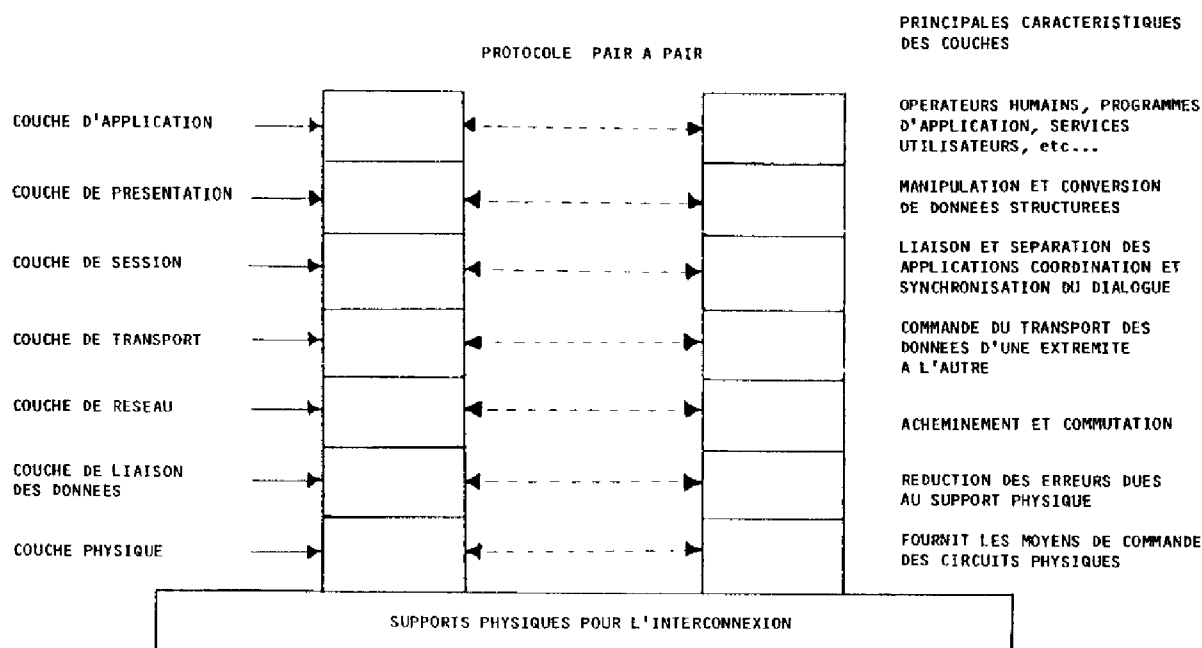 PRINCIPALES CARACTERISTIQUES
DES COUCHES
PROTOCOLE PAIR A PAIR
COUCHE D'APPLICATION
OPERATEURS HUMAINS, PROGRAMMES
D'APPLICATION, SERVICES
UTILISATEURS, etc...
COUCHE DE PRESENTATION
MANIPULATION ET CONVERSION
DE DONNEES STRUCTUREES
COUCHE DE SESSION
LIAISON ET SEPARATION DES
APPLICATIONS COORDINATION ET
SYNCHRONISATION DU DIALOGUE
COUCHE DE TRANSPORT
COMMANDE DU TRANSPORT DES
DONNEES D'UNE EXTREMITE
A L'AUTRE
COUCHE DE RESEAU
ACHEMINEMENT ET COMMUTATION
COUCHE DE LIAISON
DES DONNEES
REDUCTION DES ERREURS DUES
AU SUPPORT PHYSIQUE
COUCHE PHYSIQUE
FOURNIT LES MOYENS DE COMMANDE
DES CIRCUITS PHYSIQUES
SUPPORTS PHYSIQUES POUR L'INTERCONNEXION